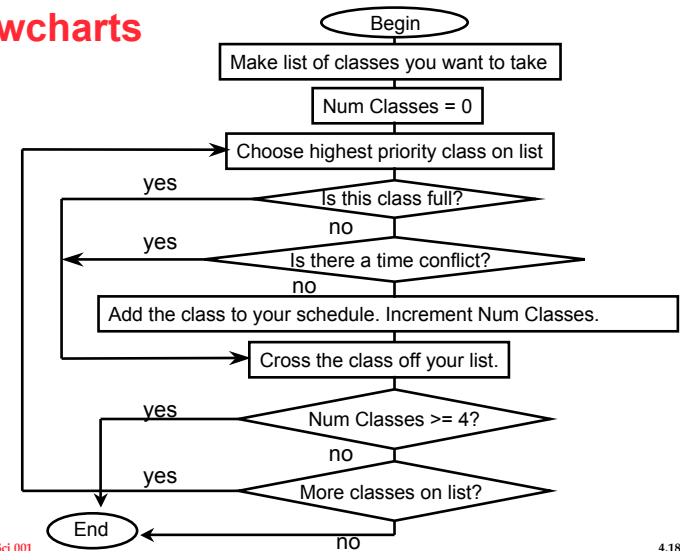 wcharts
Begin
Make list of classes you want to take
Num Classes = 0
Choose highest priority class on list
yes
Is this class full?
no
yes
Is there a time conflict?
no
Add the class to your schedule. Increment Num Classes.
Cross the class off your list.
yes
Num Classes >= 4?
no
yes
More classes on list?
End
no
Sci 001
4.18